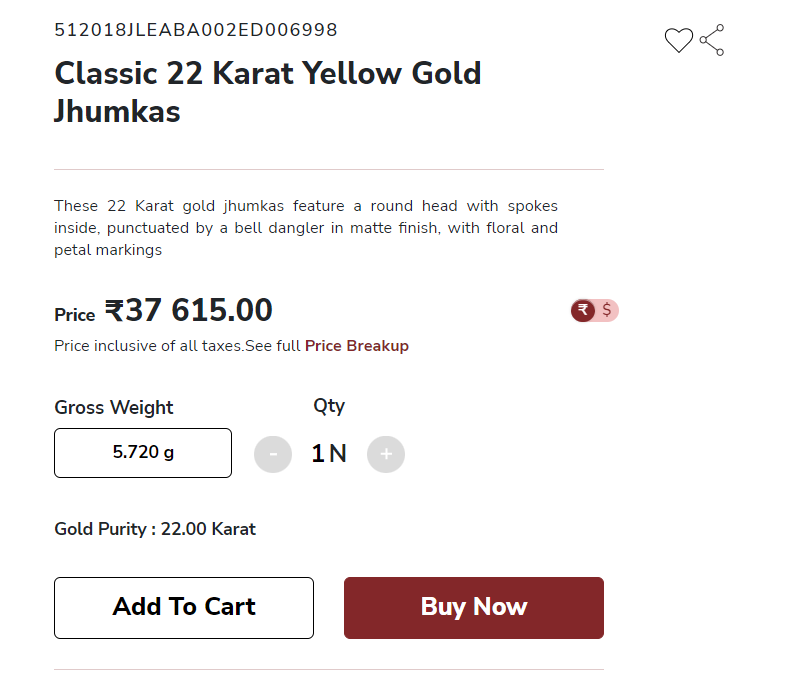 512018JLEABA002ED006998
Classic 22 Karat Yellow Gold
Jhumkas
These 22 Karat gold jhumkas feature a round head with spokes
inside, punctuated by a bell dangler in matte finish, with floral and
petal markings
Price ₹37 615.00
₹ $
Price inclusive of all taxes.See full Price Breakup
Gross Weight
Qty
5.720 g
- 1 N +
Gold Purity : 22.00 Karat
Add To Cart
Buy Now